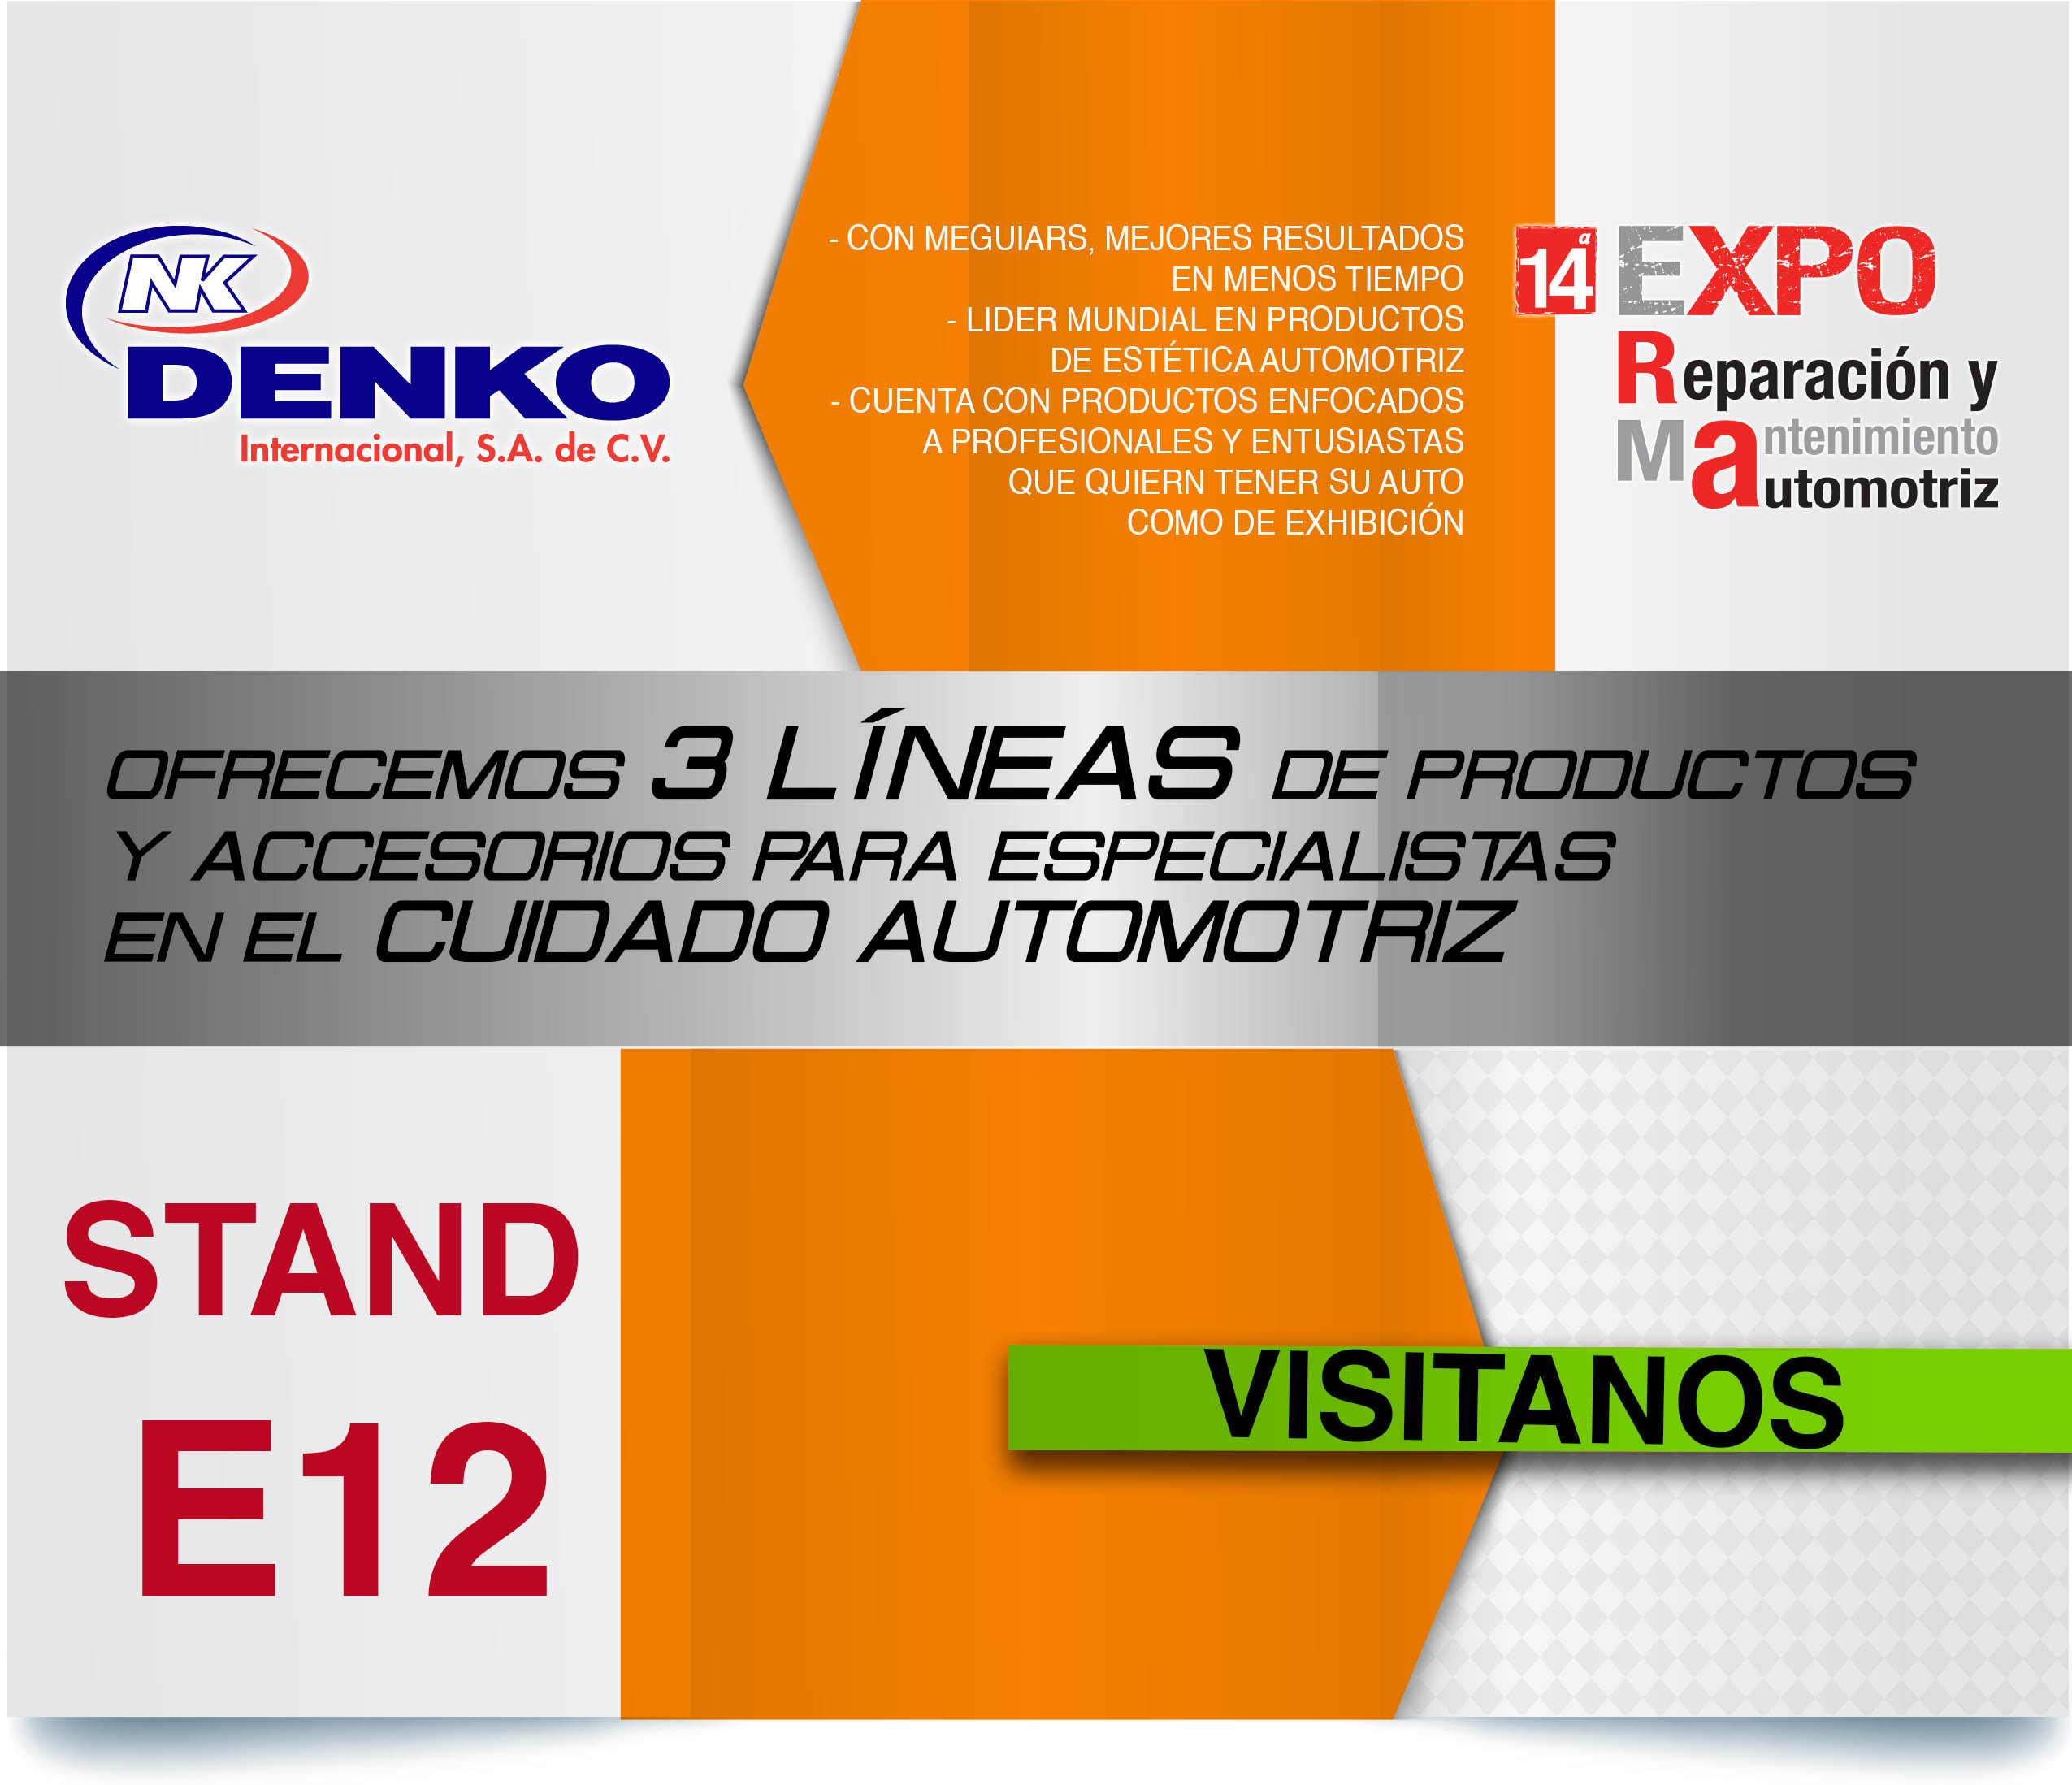 NK
DENKO
Internacional, S.A. de C.V.
- CON MEGUIARS, MEJORES RESULTADOS
EN MENOS TIEMPO
- LIDER MUNDIAL EN PRODUCTOS
DE ESTÉTICA AUTOMOTRIZ
- CUENTA CON PRODUCTOS ENFOCADOS
A PROFESIONALES Y ENTUSIASTAS
QUE QUIERN TENER SU AUTO
COMO DE EXHIBICIÓN
14a EXPO
Reparación y
Mantenimiento
automotriz
OFRECEMOS 3 LÍNEAS DE PRODUCTOS
Y ACCESORIOS PARA ESPECIALISTAS
EN EL CUIDADO AUTOMOTRIZ
STAND
E12
VISITANOS